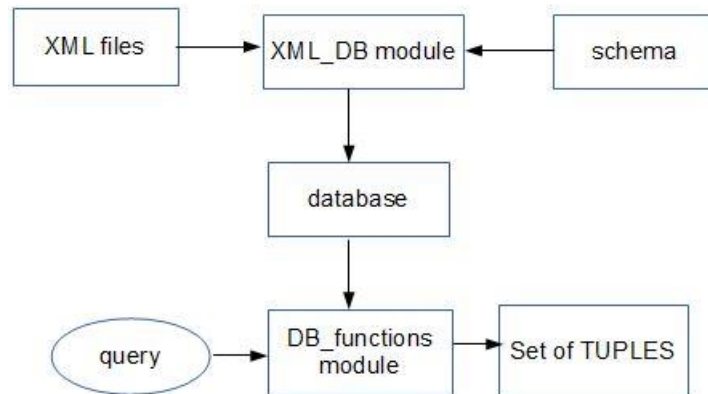 XML files
XML_DB module
schema
database
query
DB_functions
module
Set of TUPLES